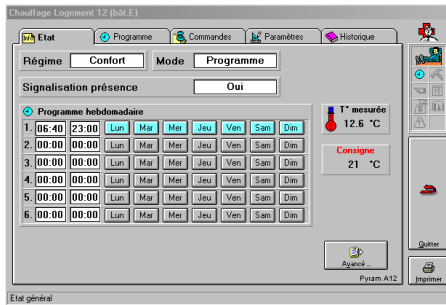 Chauffage Logement 12 (bât.E)
Etat Programme Commandes Paramètres Historique
Régime Confort Mode Programme
Signalisation présence Oui
Programme hebdomadaire
1. 06:40 23:00 Lun Mar Mer Jeu Ven Sam Dim
2. 00:00 00:00 Lun Mar Mer Jeu Ven Sam Dim
3. 00:00 00:00 Lun Mar Mer Jeu Ven Sam Dim
4. 00:00 00:00 Lun Mar Mer Jeu Ven Sam Dim
5. 00:00 00:00 Lun Mar Mer Jeu Ven Sam Dim
6. 00:00 00:00 Lun Mar Mer Jeu Ven Sam Dim
T° mesurée
12.6 °C
Consigne
21 °C
Avancé ...
Pyram A12
Quitter
Imprimer
Etat général